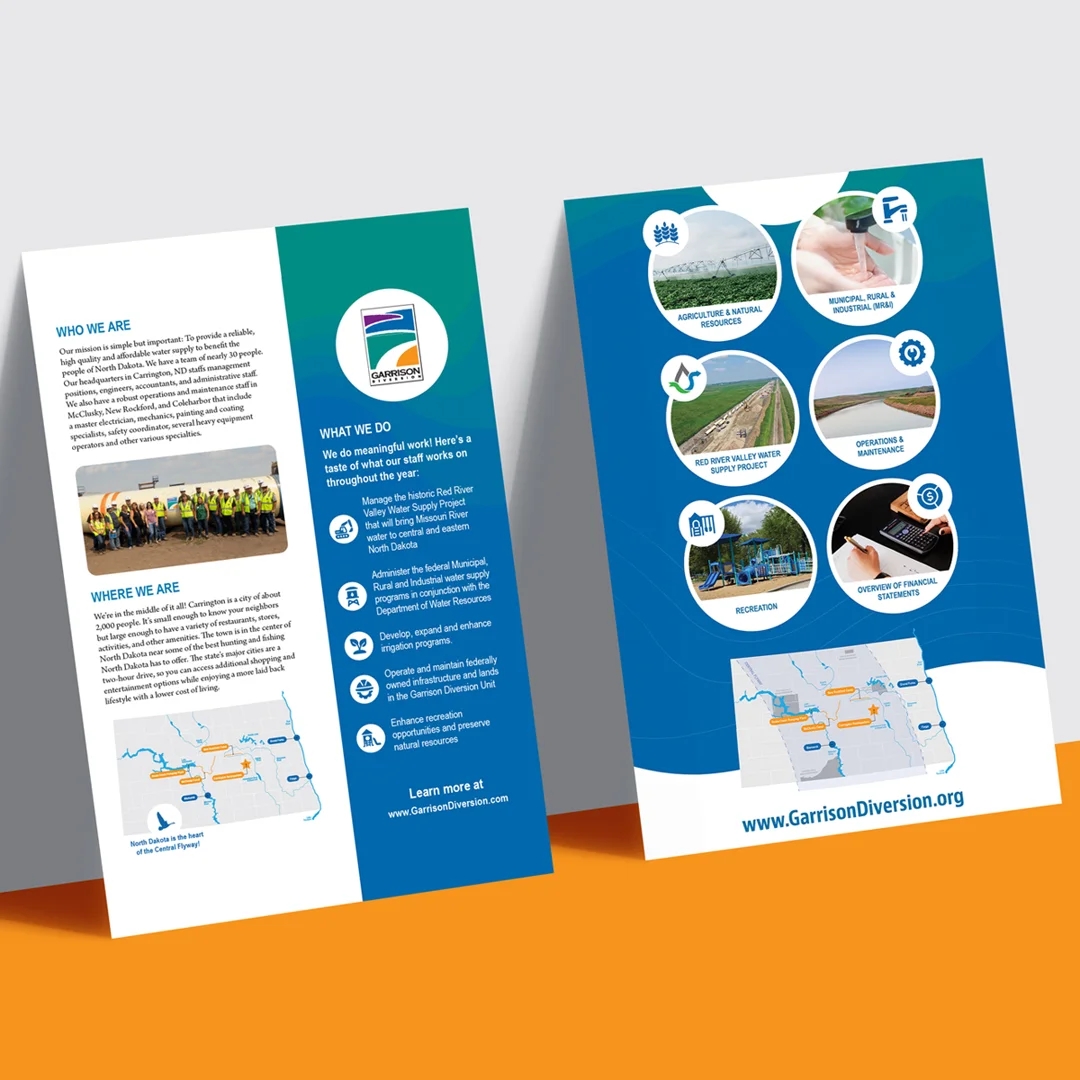 WHO WE ARE
Our mission is simple but important: To provide a reliable,
high quality and affordable water supply to benefit the
people of North Dakota. We have a team of nearly 30 people.
Our headquarters in Carrington, ND staffs management
positions, engineers, accountants, and administrative staff.
We also have a robust operations and maintenance staff in
McClusky, New Rockford, and Coleharbor that include
a master electrician, mechanics, painting and coating
specialists, safety coordinator, several heavy equipment
operators and other various specialties.
WHERE WE ARE
We're in the middle of it all! Carrington is a city of about
2,000 people. It's small enough to know your neighbors
but large enough to have a variety of restaurants, stores,
activities, and other amenities. The town is in the center of
North Dakota near some of the best hunting and fishing
North Dakota has to offer. The state's major cities are a
two-hour drive, so you can access additional shopping and
entertainment options while enjoying a more laid back
lifestyle with a lower cost of living.
North Dakota is the heart
of the Central Flyway!
GARRISON
DIVERSION
WHAT WE DO
We do meaningful work! Here's a
taste of what our staff works on
throughout the year:
Manage the historic Red River
Valley Water Supply Project
that will bring Missouri River
water to central and eastern
North Dakota
Administer the federal Municipal,
Rural and Industrial water supply
programs in conjunction with the
Department of Water Resources
Develop, expand and enhance
irrigation programs.
Operate and maintain federally
owned infrastructure and lands
in the Garrison Diversion Unit
Enhance recreation
opportunities and preserve
natural resources
Learn more at
www.GarrisonDiversion.com
AGRICULTURE & NATURAL
RESOURCES
MUNICIPAL, RURAL &
INDUSTRIAL (MR&I)
RED RIVER VALLEY WATER
SUPPLY PROJECT
OPERATIONS &
MAINTENANCE
RECREATION
OVERVIEW OF FINANCIAL
STATEMENTS
www.GarrisonDiversion.org